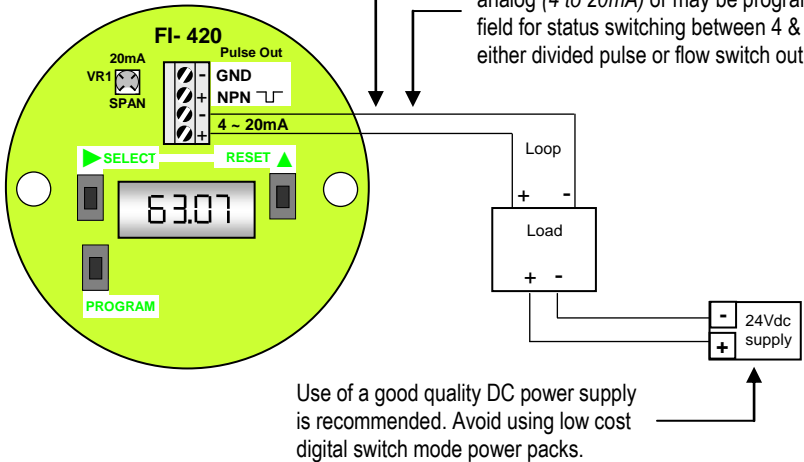 analog (4 to 20mA) or may be program
field for status switching between 4 &
either divided pulse or flow switch out
FI- 420
20mA
VR1
SPAN
Pulse Out
- GND
+ NPN
-
+ 4 ~ 20mA
SELECT
RESET
63.07
PROGRAM
Loop
+ -
Load
+ -
- 24Vdc
+ supply
Use of a good quality DC power supply
is recommended. Avoid using low cost
digital switch mode power packs.